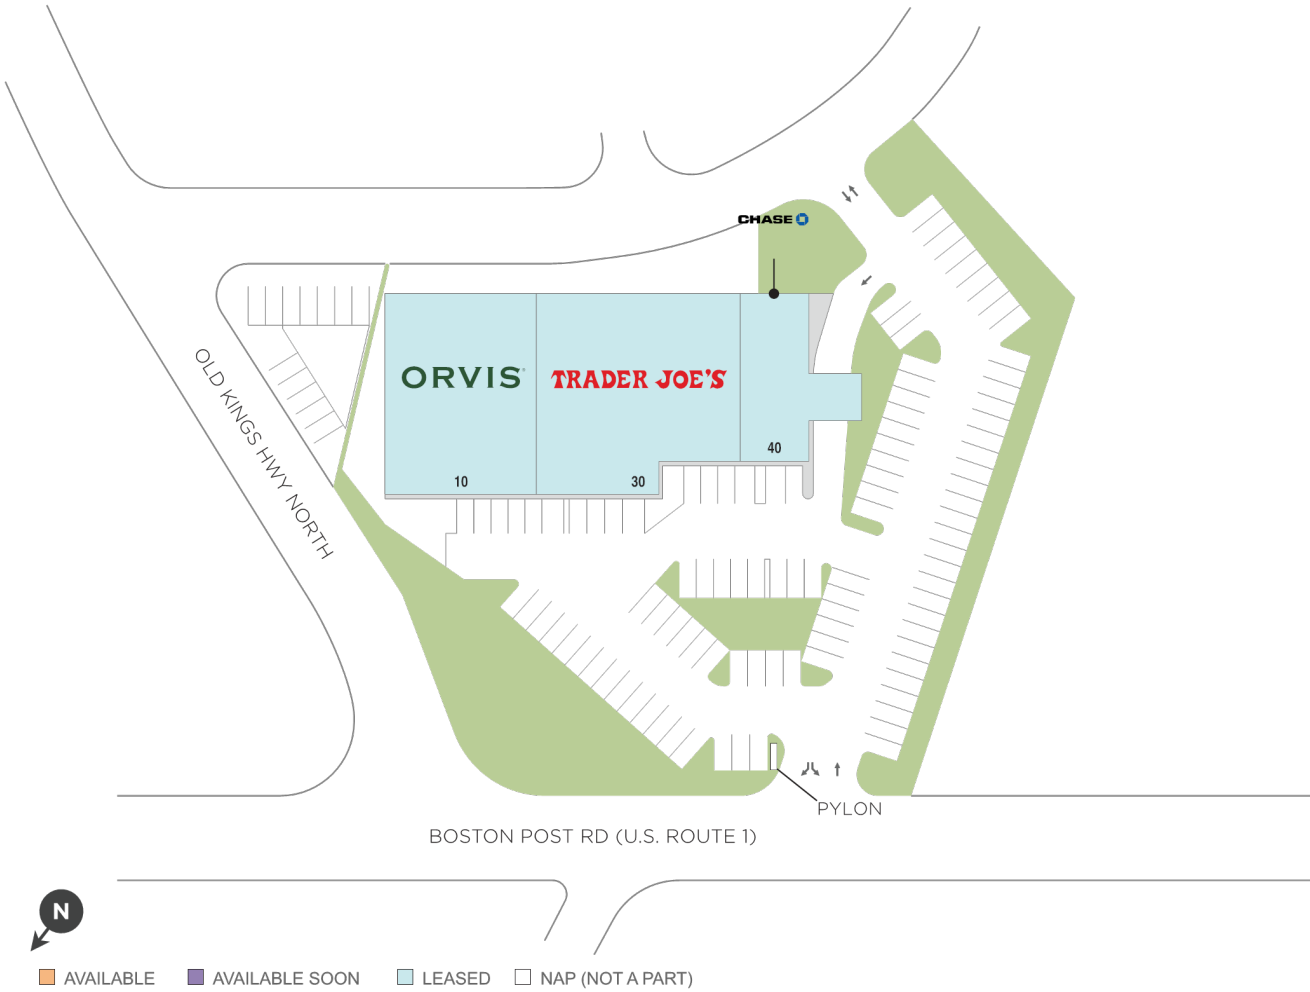 CHASE
ORVIS
TRADER JOE'S
40
10
30
OLD KINGS HWY NORTH
PYLON
BOSTON POST RD (U.S. ROUTE 1)
N
AVAILABLE
AVAILABLE SOON
LEASED
NAP (NOT A PART)